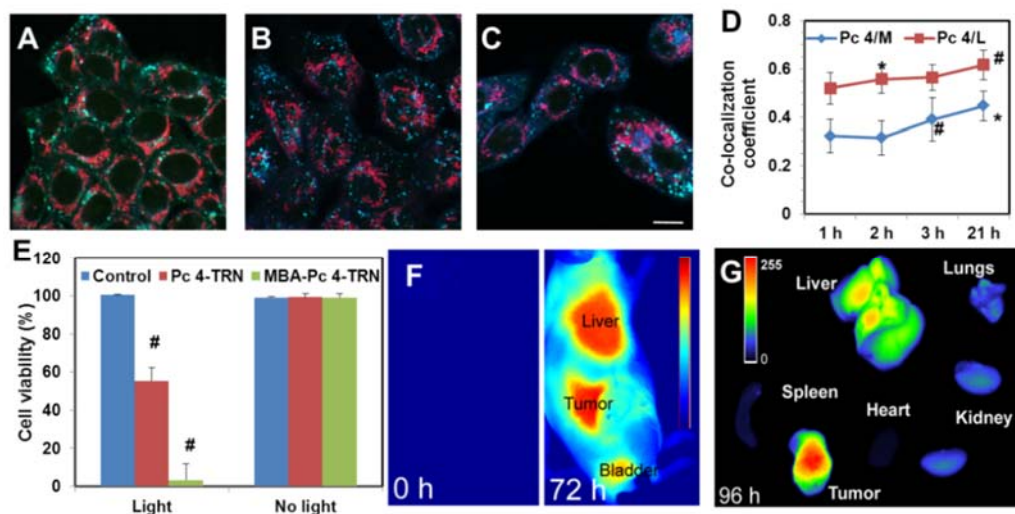 A
B
C
D
Pc 4/M
Pc 4/L
Co-localization
coefficient
0.8
0.6
0.4
0.2
0
*
#
#
*
1 h
2 h
3 h
21 h
E
Control
Pc 4-TRN
MBA-Pc 4-TRN
Cell viability (%)
120
100
80
60
40
20
0
#
#
Light
No light
F
0 h
Liver
Tumor
Bladder
72 h
G
255
0
Liver
Lungs
Spleen
Heart
Kidney
Tumor
96 h